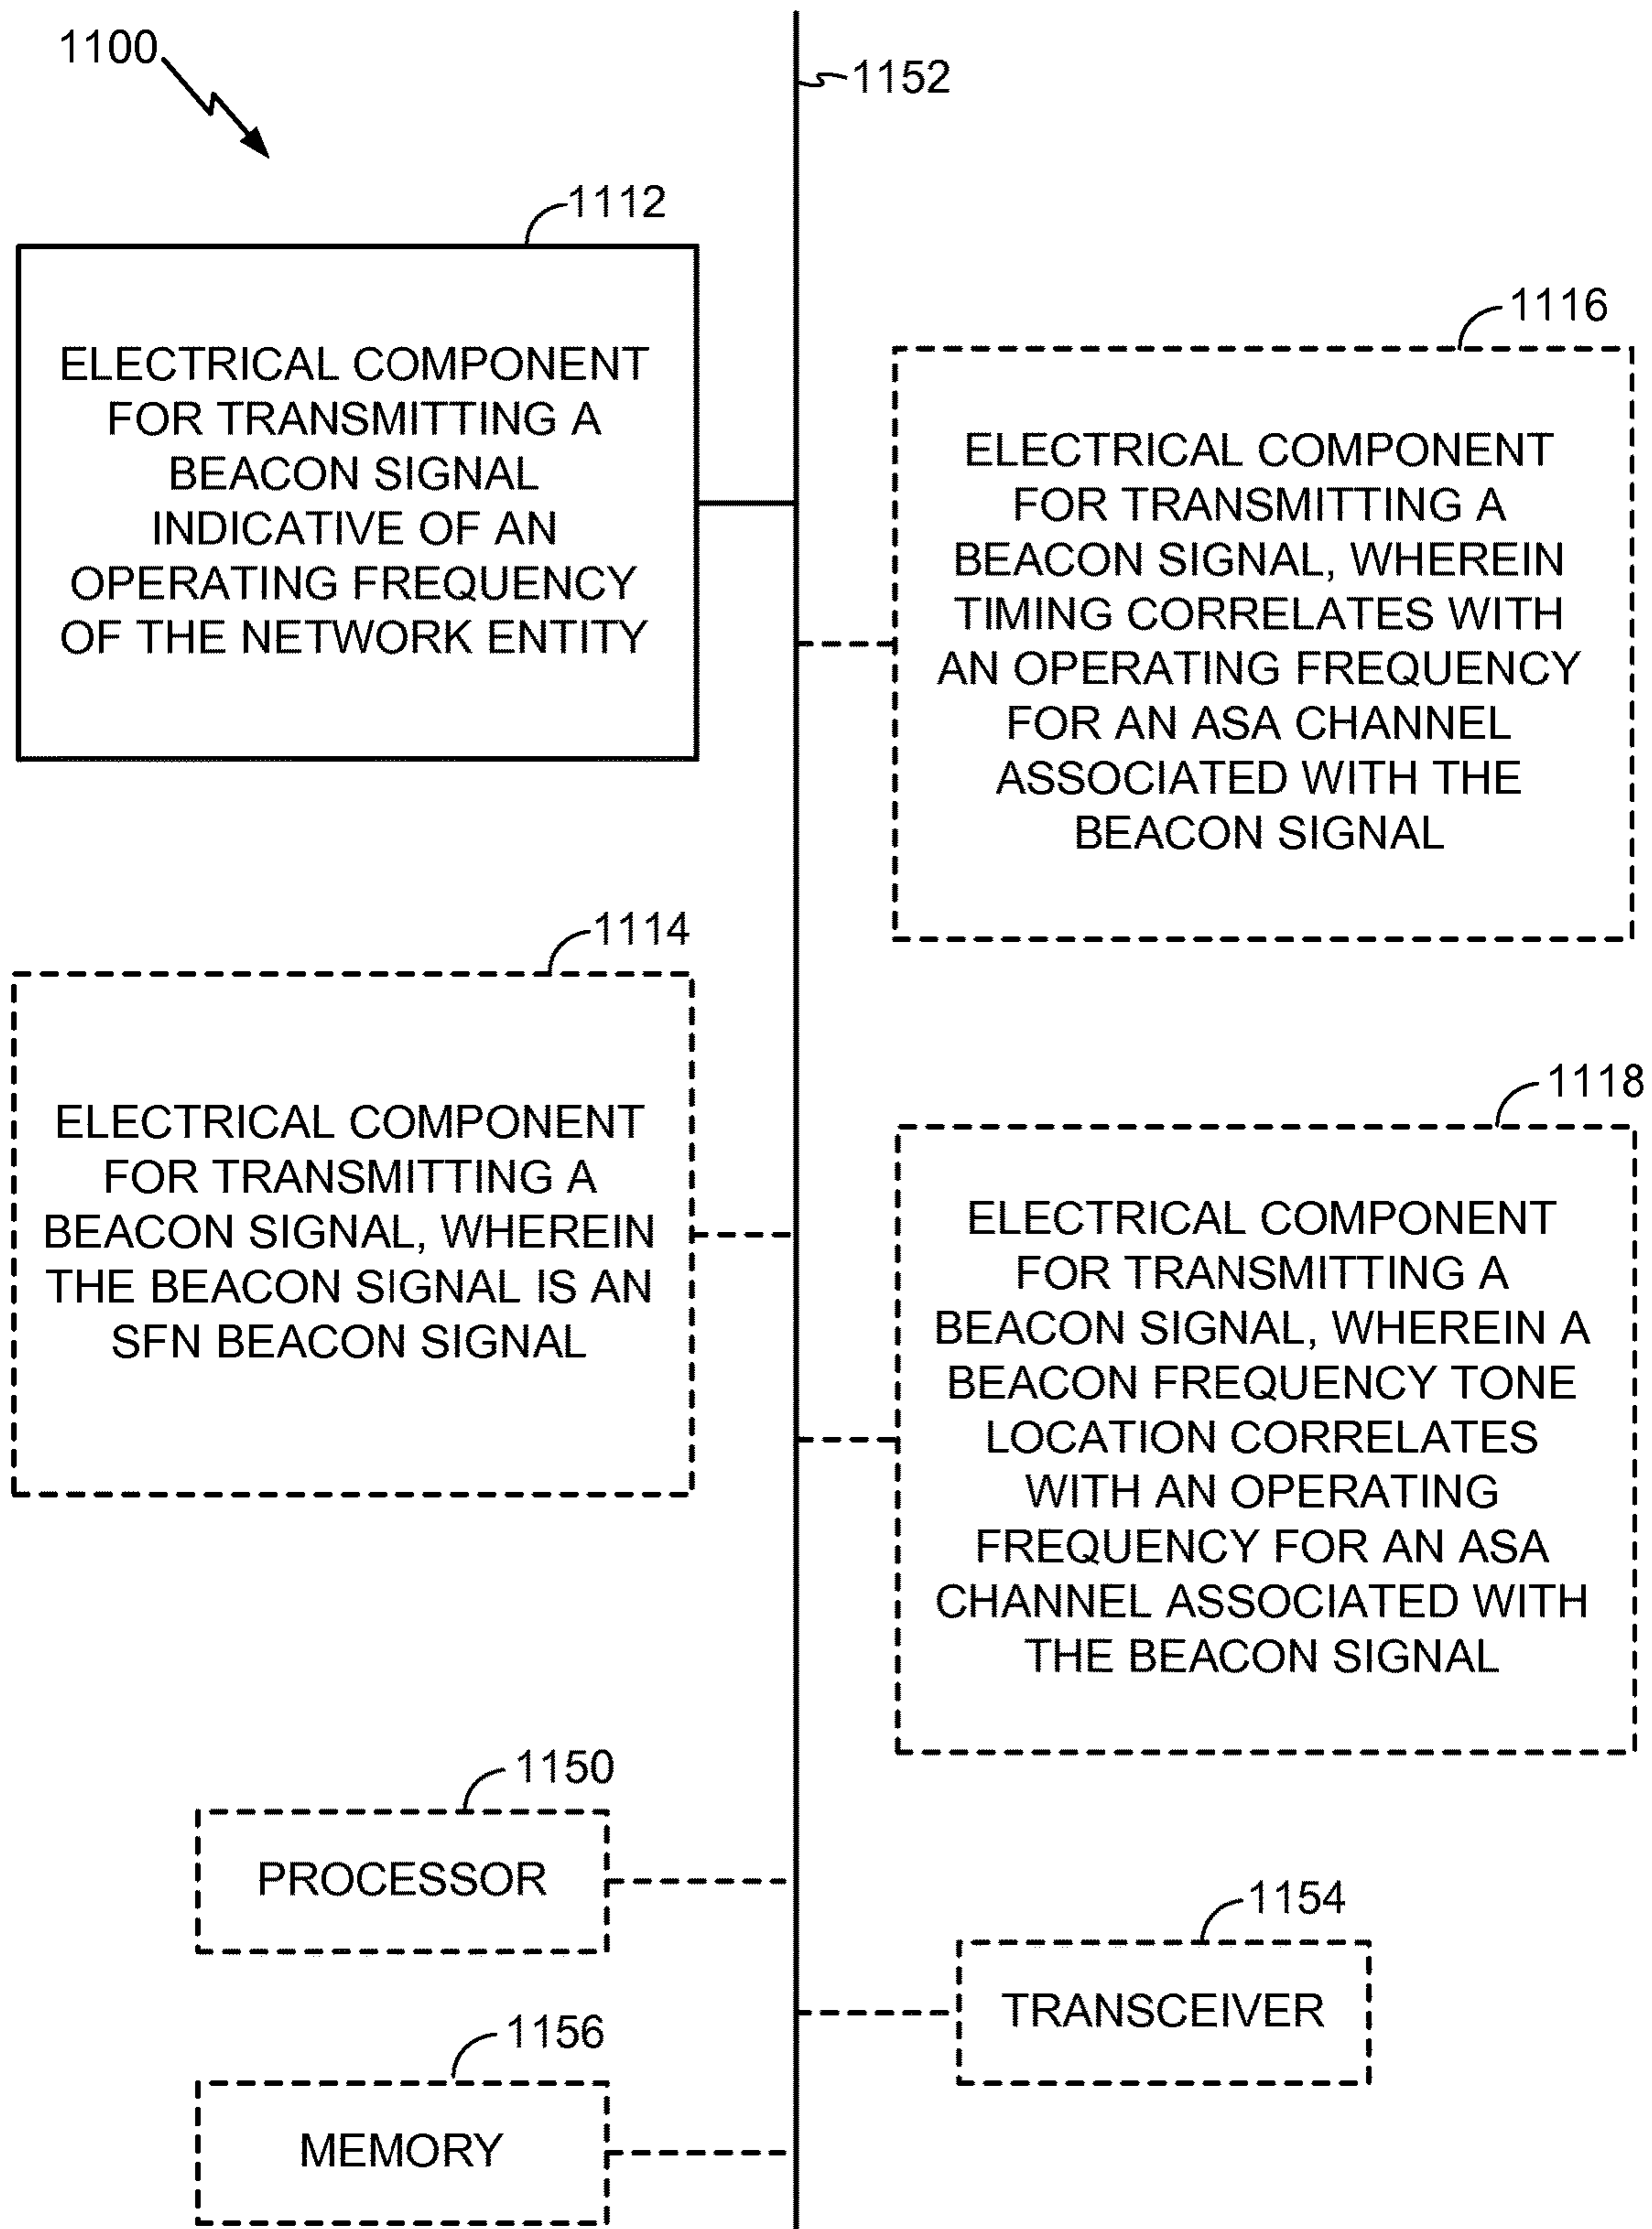 1100
1152
1112
ELECTRICAL COMPONENT
FOR TRANSMITTING A
BEACON SIGNAL
INDICATIVE OF AN
OPERATING FREQUENCY
OF THE NETWORK ENTITY
1116
ELECTRICAL COMPONENT
FOR TRANSMITTING A
BEACON SIGNAL, WHEREIN
TIMING CORRELATES WITH
AN OPERATING FREQUENCY
FOR AN ASA CHANNEL
ASSOCIATED WITH THE
BEACON SIGNAL
1114
ELECTRICAL COMPONENT
FOR TRANSMITTING A
BEACON SIGNAL, WHEREIN
THE BEACON SIGNAL IS AN
SFN BEACON SIGNAL
1118
ELECTRICAL COMPONENT
FOR TRANSMITTING A
BEACON SIGNAL, WHEREIN A
BEACON FREQUENCY TONE
LOCATION CORRELATES
WITH AN OPERATING
FREQUENCY FOR AN ASA
CHANNEL ASSOCIATED WITH
THE BEACON SIGNAL
1150
PROCESSOR
1154
TRANSCEIVER
1156
MEMORY